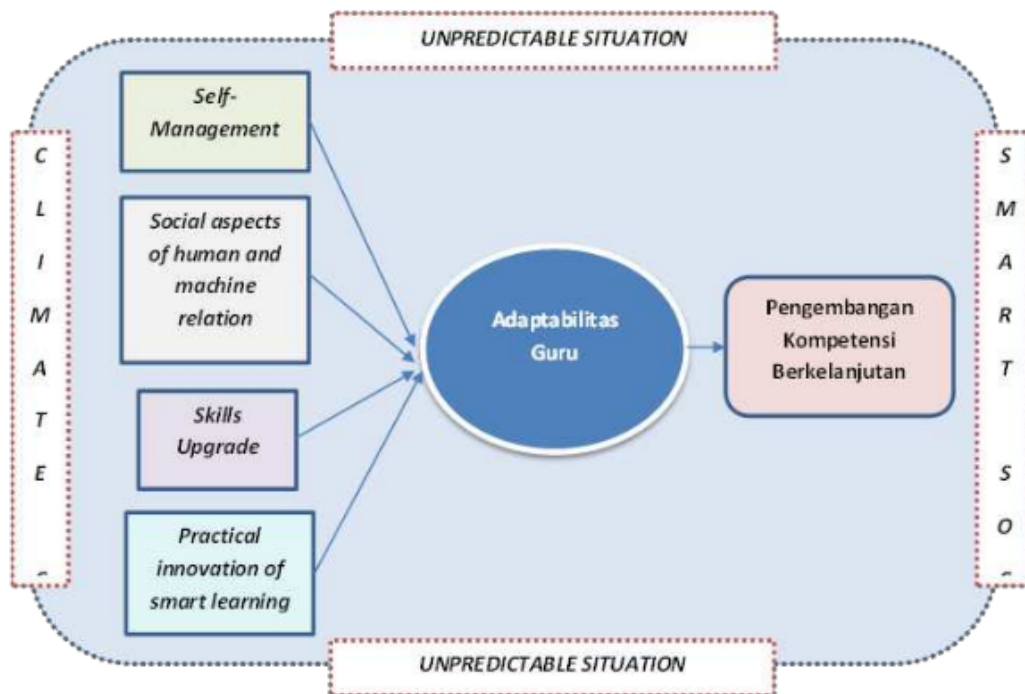 UNPREDICTABLE SITUATION
Self-
Management
Social aspects
of human and
machine
relation
Skills
Upgrade
Practical
innovation of
smart learning
C
L
I
M
A
T
E
Adaptabilitas
Guru
Pengembangan
Kompetensi
Berkelanjutan
S
M
A
R
T
S
O
UNPREDICTABLE SITUATION